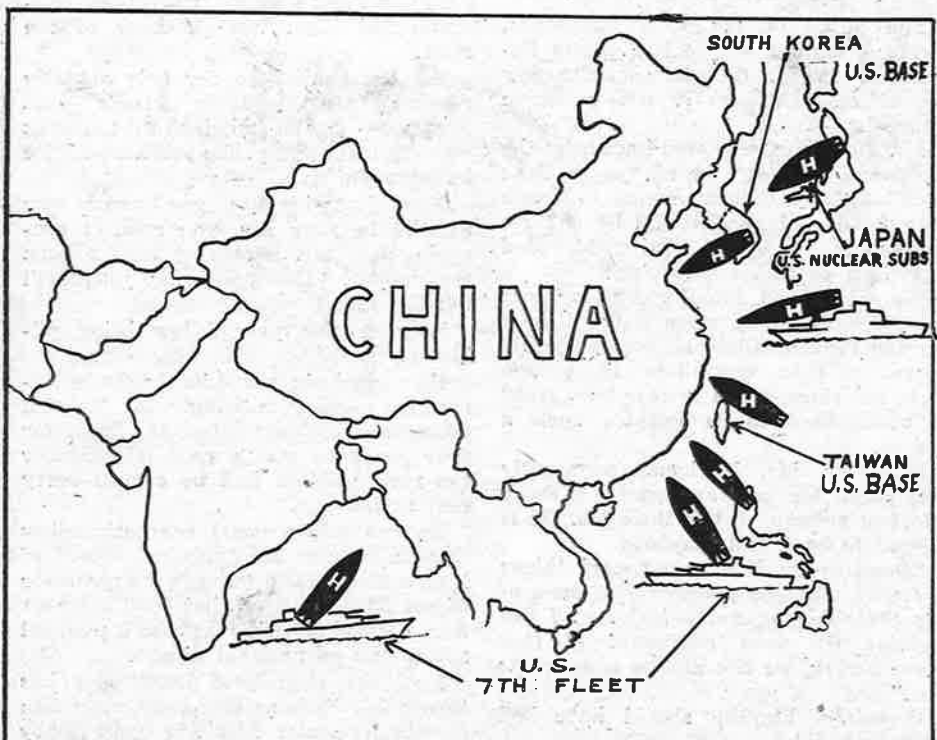 SOUTH KOREA
U.S. BASE
H
JAPAN
U.S. NUCLEAR SUBS
H
H
CHINA
H
TAIWAN
U.S. BASE
H
H
H
U.S.
7TH FLEET